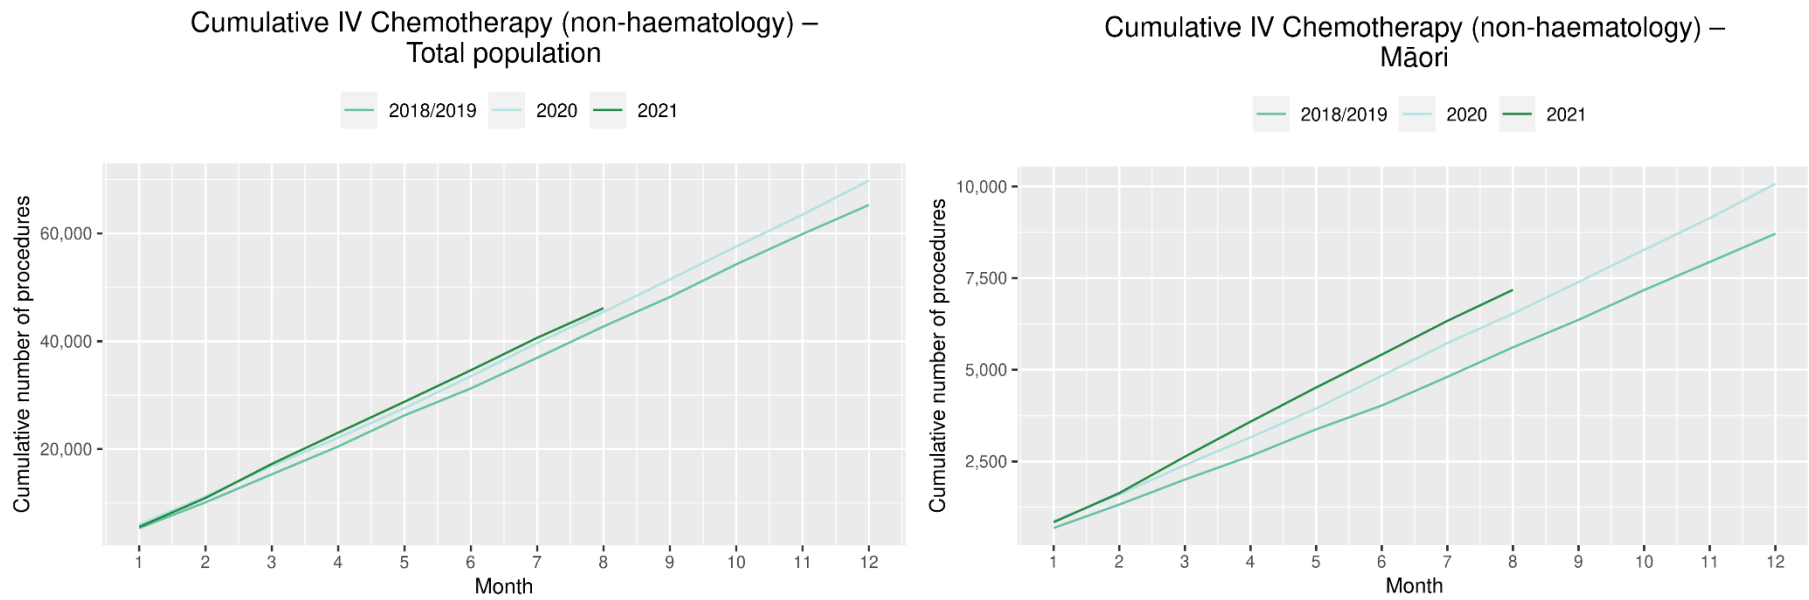 Cumulative IV Chemotherapy (non-haematology) –
Total population
2018/2019 2020 2021
Cumulative number of procedures
60,000
40,000
20,000
1 2 3 4 5 6 7 8 9 10 11 12
Month
Cumulative IV Chemotherapy (non-haematology) –
Māori
2018/2019 2020 2021
Cumulative number of procedures
10,000
7,500
5,000
2,500
1 2 3 4 5 6 7 8 9 10 11 12
Month